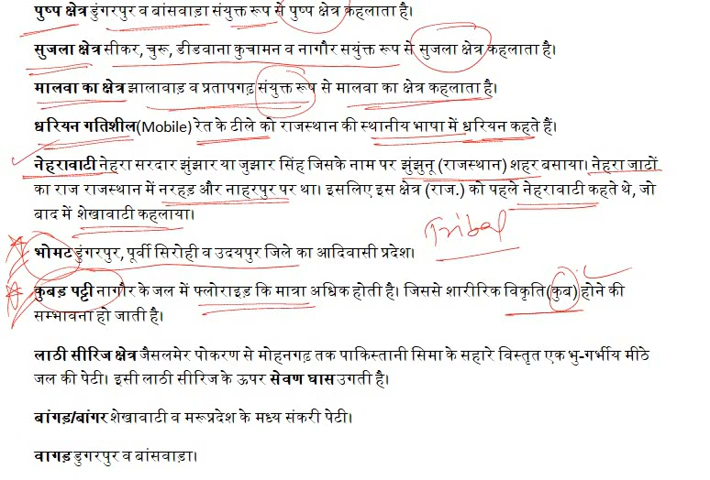 पुष्प क्षेत्र डुंगरपुर व बांसवाड़ा संयुक्त रूप से पुष्प क्षेत्र कहलाता है।
सुजला क्षेत्र सीकर, चुरू, डीडवाना कुचामन व नागौर सयुंक्त रूप से सुजला क्षेत्र कहलाता है।
मालवा का क्षेत्र झालावाड़ व प्रतापगढ़ संयुक्त रूप से मालवा का क्षेत्र कहलाता है।
धरियन गतिशील(Mobile) रेत के टीले को राजस्थान की स्थानीय भाषा में धरियन कहते हैं।
नेहरावाटी नेहरा सरदार झुंझार या जुझार सिंह जिसके नाम पर झुंझुनू (राजस्थान) शहर बसाया। नेहरा जाटों
का राज राजस्थान में नरहड़ और नाहरपुर पर था। इसलिए इस क्षेत्र (राज.) को पहले नेहरावाटी कहते थे, जो
बाद में शेखावाटी कहलाया।
Tribal
भोमट डुंगरपुर, पूर्वी सिरोही व उदयपुर जिले का आदिवासी प्रदेश।
कुबड़ पट्टी नागौर के जल में फ्लोराइड़ कि मात्रा अधिक होती है। जिससे शारीरिक विकृति(कुब) होने की
सम्भावना हो जाती है।
लाठी सीरिज क्षेत्र जैसलमेर पोकरण से मोहनगढ़ तक पाकिस्तानी सिमा के सहारे विस्तृत एक भु-गर्भीय मीठे
जल की पेटी। इसी लाठी सीरिज के ऊपर सेवण घास उगती है।
बांगड़/बांगर शेखावाटी व मरूप्रदेश के मध्य संकरी पेटी।
वागड़ डुगरपुर व बांसवाड़ा।